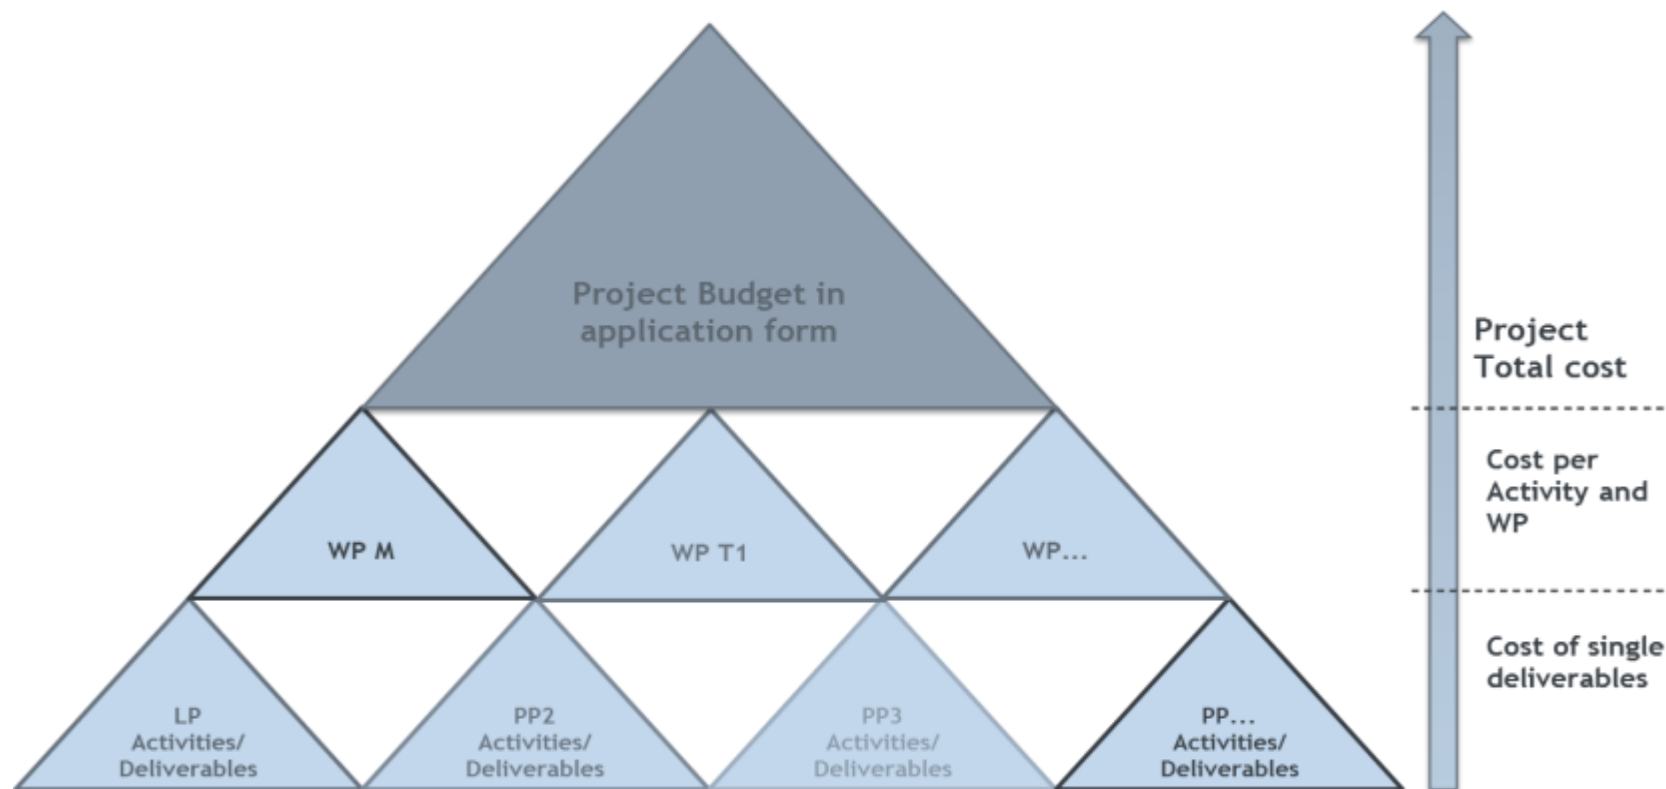 Project Budget in
application form
Project
Total cost
Cost per
Activity and
WP
WP M
WP T1
WP...
Cost of single
deliverables
LP
Activities/
Deliverables
PP2
Activities/
Deliverables
PP3
Activities/
Deliverables
PP...
Activities/
Deliverables